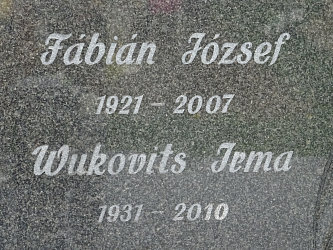 Fábián József
1921 – 2007
Wukovits Irma
1931 – 2010